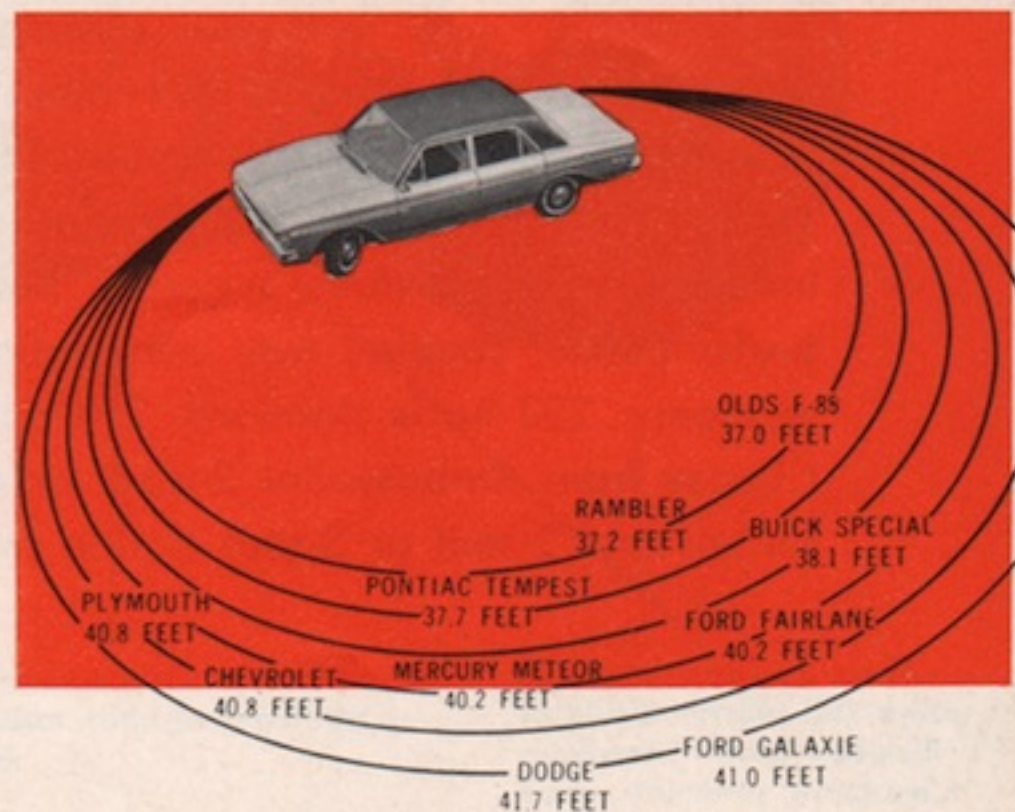 OLDS F-85
37.0 FEET
RAMBLER
37.2 FEET
BUICK SPECIAL
38.1 FEET
PONTIAC TEMPEST
37.7 FEET
PLYMOUTH
40.8 FEET
FORD FAIRLANE
40.2 FEET
MERCURY METEOR
40.2 FEET
CHEVROLET
40.8 FEET
FORD GALAXIE
41.0 FEET
DODGE
41.7 FEET